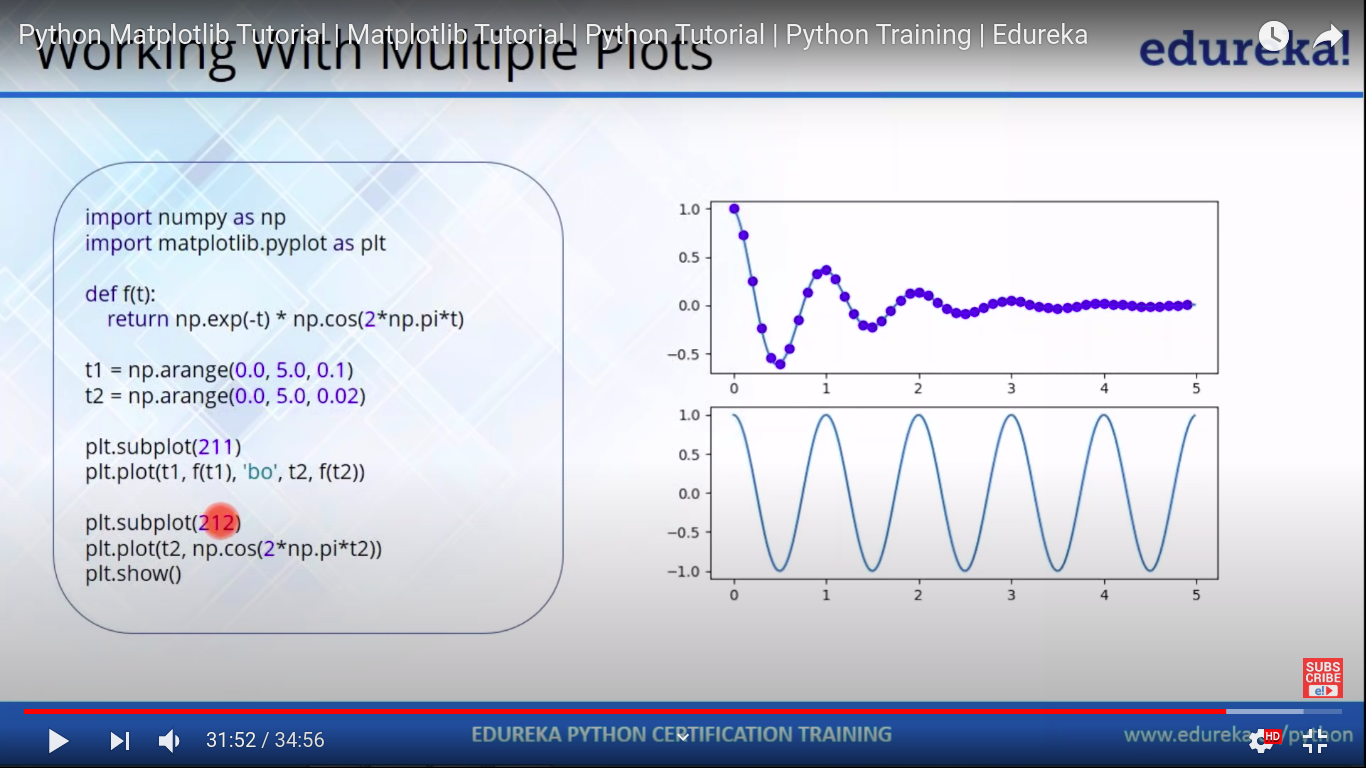 Python Matplotlib Tutorial | Matplotlib Tutorial | Python Tutorial | Python Training | Edureka
Working With Multiple Plots
edureka!
import numpy as np
import matplotlib.pyplot as plt
def f(t):
return np.exp(-t) * np.cos(2*np.pi*t)
t1 = np.arange(0.0, 5.0, 0.1)
t2 = np.arange(0.0, 5.0, 0.02)
plt.subplot(211)
plt.plot(t1, f(t1), 'bo', t2, f(t2))
plt.subplot(212)
plt.plot(t2, np.cos(2*np.pi*t2))
plt.show()
1.0
0.5
0.0
−0.5
0 1 2 3 4 5
1.0
0.5
0.0
−0.5
−1.0
0 1 2 3 4 5
SUBS
CRIBE
e!
31:52 / 34:56
EDUREKA PYTHON CERTIFICATION TRAINING
www.edureka.co/python
HD